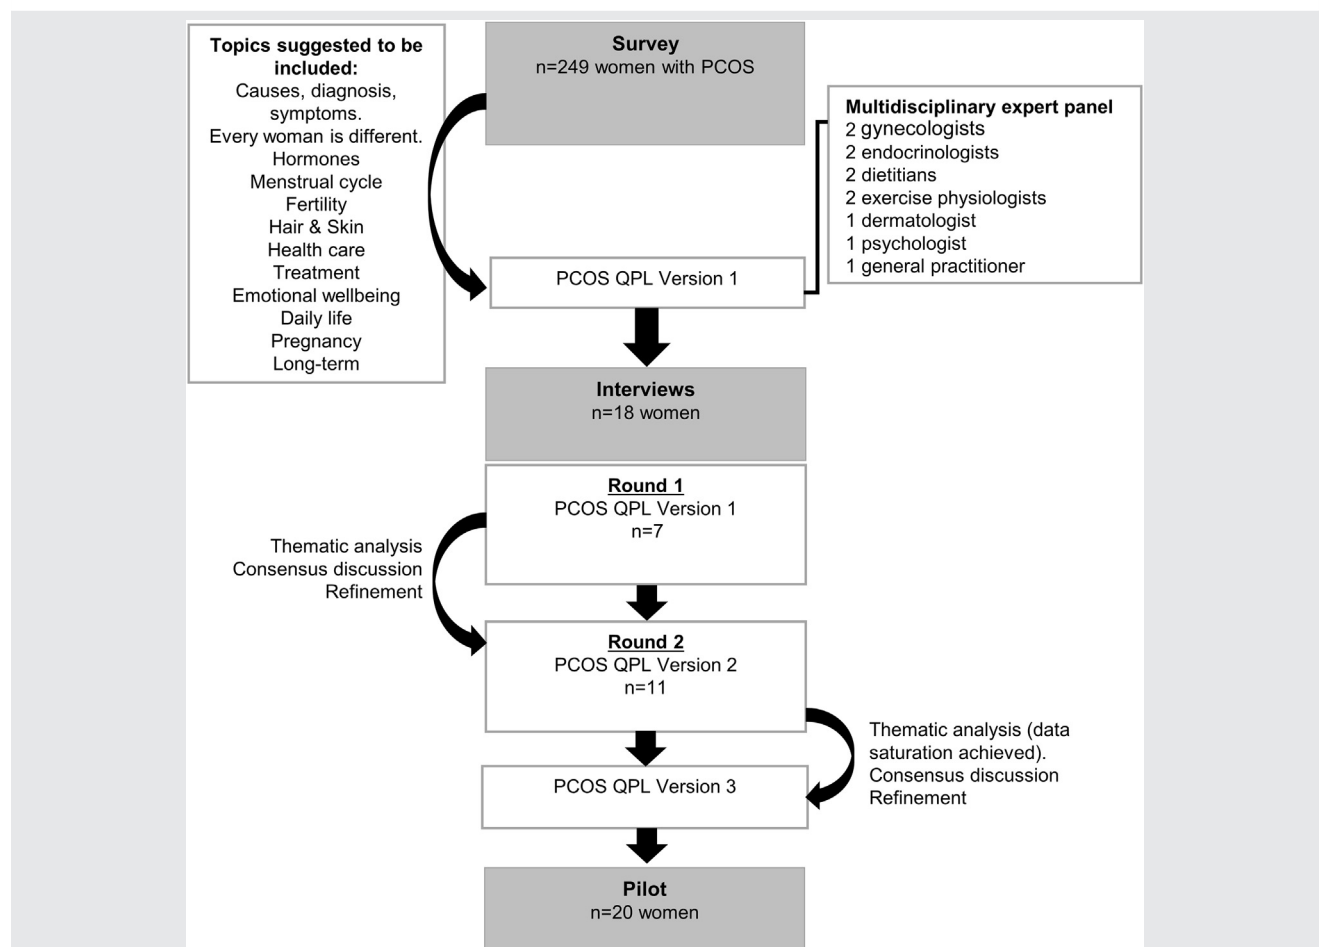 Topics suggested to be
included:
Causes, diagnosis,
symptoms.
Every woman is different.
Hormones
Menstrual cycle
Fertility
Hair & Skin
Health care
Treatment
Emotional wellbeing
Daily life
Pregnancy
Long-term
Survey
n=249 women with PCOS
Multidisciplinary expert panel
2 gynecologists
2 endocrinologists
2 dietitians
2 exercise physiologists
1 dermatologist
1 psychologist
1 general practitioner
PCOS QPL Version 1
Interviews
n=18 women
Round 1
PCOS QPL Version 1
n=7
Thematic analysis
Consensus discussion
Refinement
Round 2
PCOS QPL Version 2
n=11
Thematic analysis (data
saturation achieved).
Consensus discussion
Refinement
PCOS QPL Version 3
Pilot
n=20 women